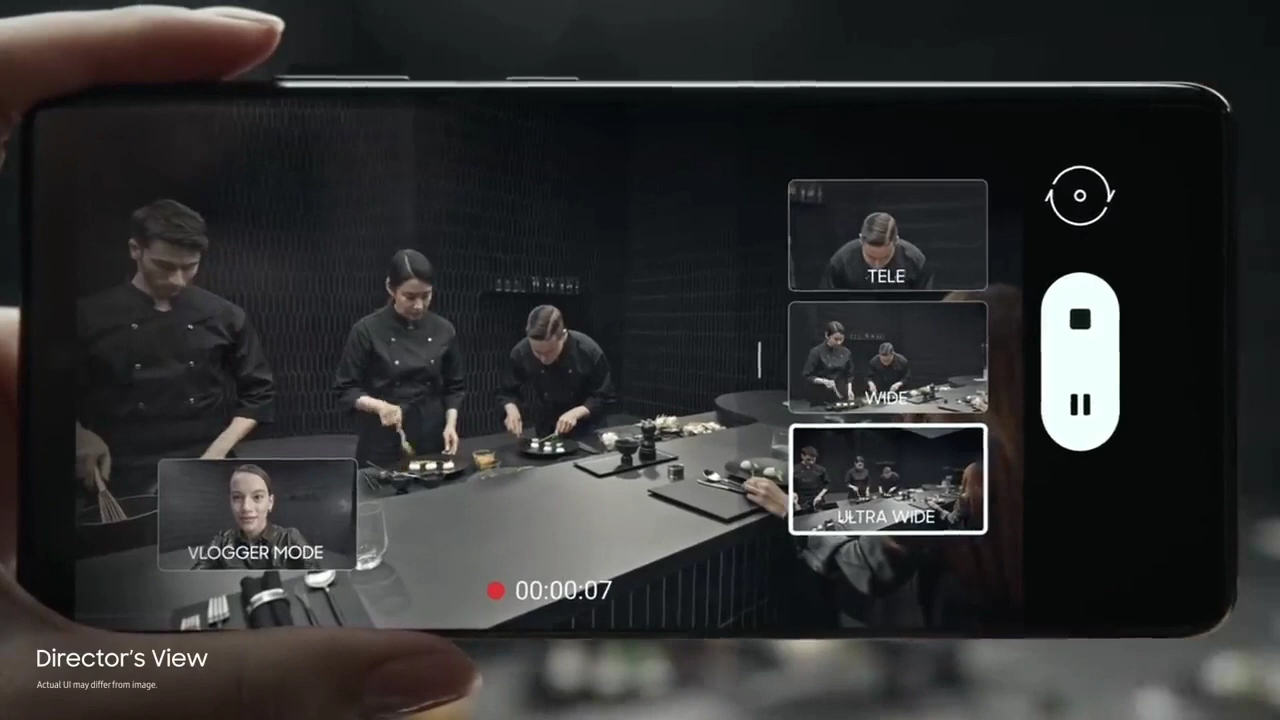 TELE
WIDE
ULTRA WIDE
VLOGGER MODE
00:00:07
Director's View
Actual UI may differ from image.